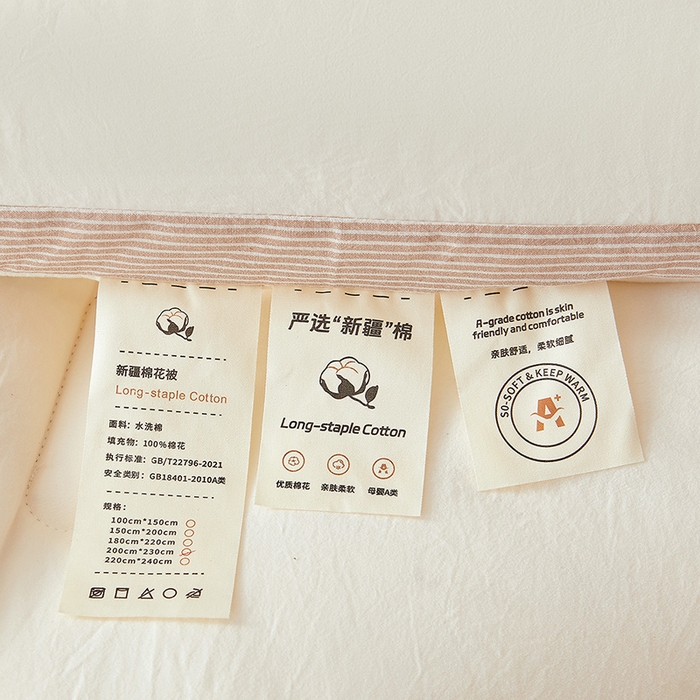 新疆棉花被
Long-staple Cotton
面料：水洗棉
填充物：100%棉花
执行标准：GB/T22796-2021
安全类别：GB18401-2010A类
规格：
100cm*150cm
150cm*200cm
180cm*220cm
200cm*230cm
220cm*240cm
严选“新疆”棉
Long-staple Cotton
优质棉花 亲肤柔软 母婴A类
A-grade cotton is skin
friendly and comfortable
亲肤舒适，柔软细腻
SO-SOFT & KEEP WARM
A+